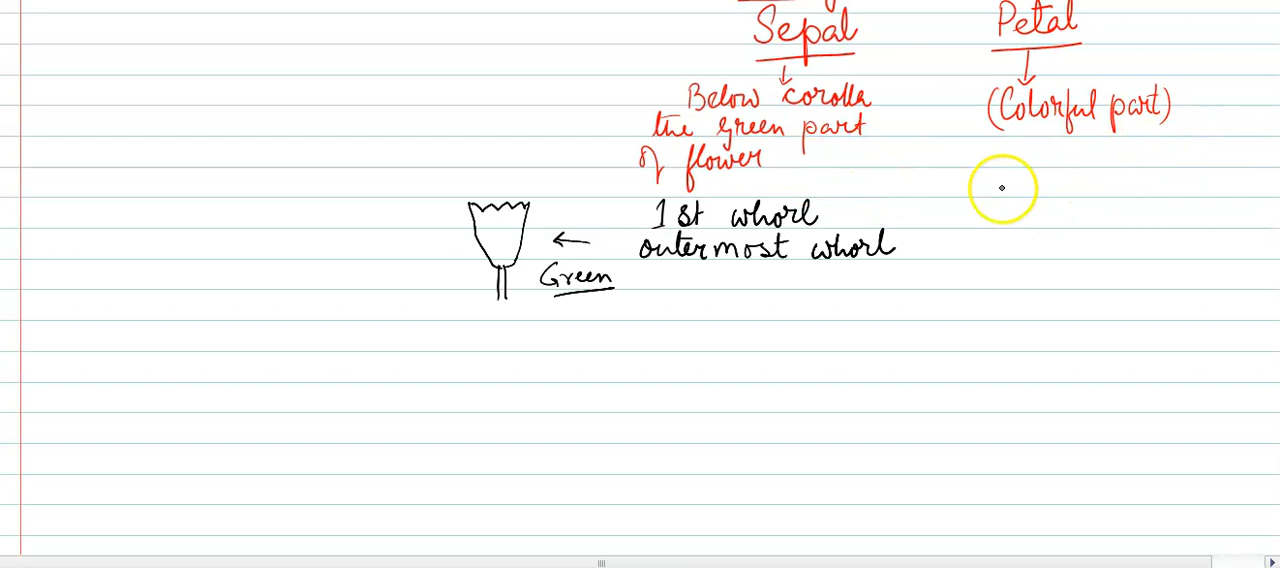 Sepal
Petal
Below corolla
the green part
of flower
(Colorful part)
1st whorl
outermost whorl
Green